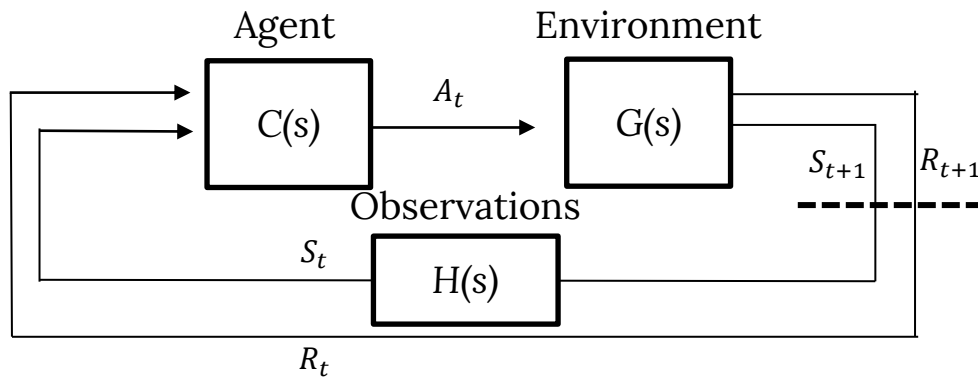 Agent
Environment
C(s)
A_t
G(s)
S_{t+1}
R_{t+1}
Observations
S_t
H(s)
R_t